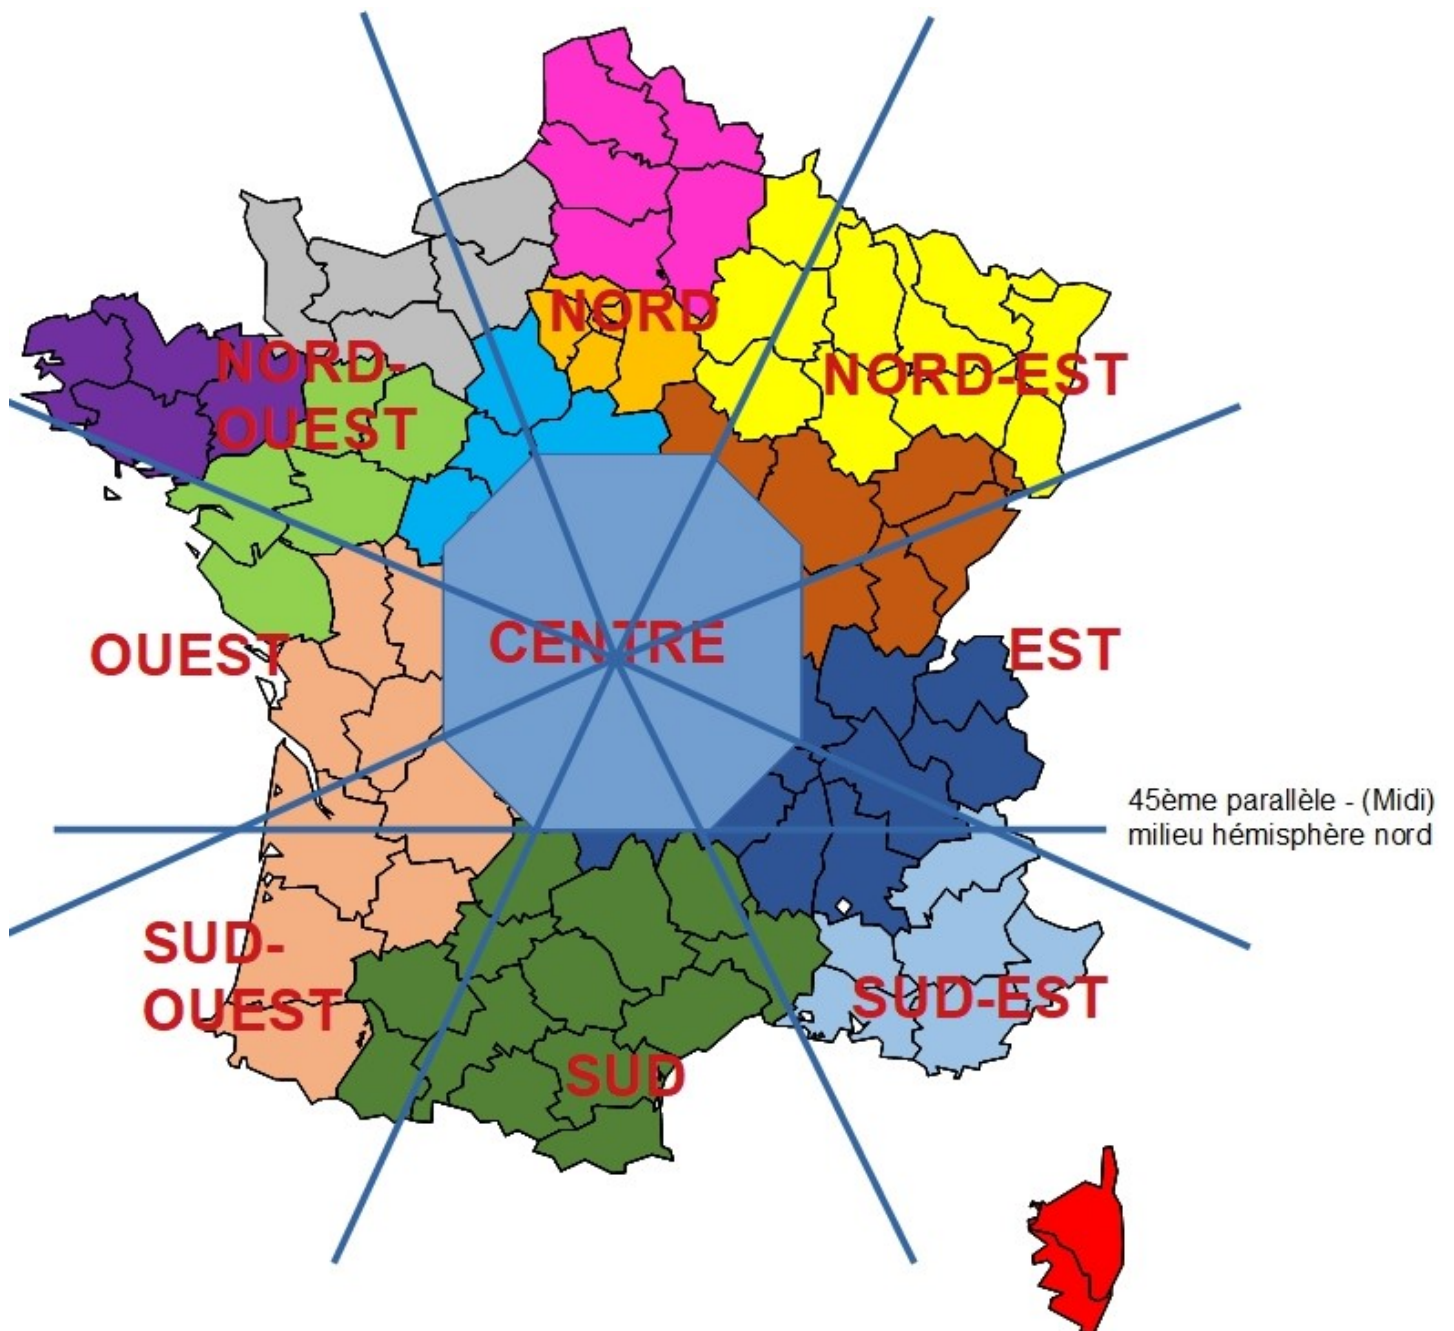 NORD
NORD-
OUEST
NORD-EST
OUEST
CENTRE
EST
45ème parallèle - (Midi)
milieu hémisphère nord
SUD-
OUEST
SUD-EST
SUD